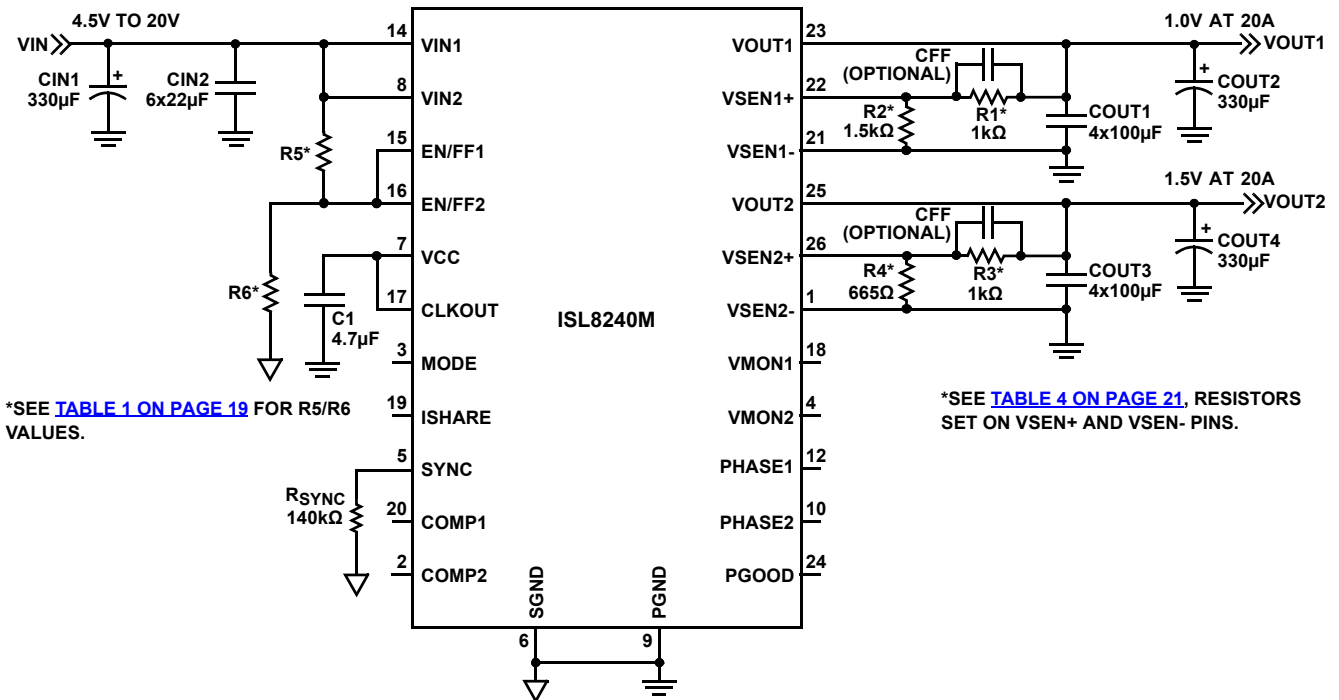 4.5V TO 20V
VIN
CIN1
330µF
+
CIN2
6x22µF
R5*
R6*
C1
4.7µF
RSYNC
140kΩ
*SEE TABLE 1 ON PAGE 19 FOR R5/R6
VALUES.
14 VIN1
8 VIN2
15 EN/FF1
16 EN/FF2
7 VCC
17 CLKOUT
3 MODE
19 ISHARE
5 SYNC
20 COMP1
2 COMP2
ISL8240M
SGND
6
PGND
9
VOUT1 23
VSEN1+ 22
VSEN1- 21
VOUT2 25
VSEN2+ 26
VSEN2- 1
VMON1 18
VMON2 4
PHASE1 12
PHASE2 10
PGOOD 24
1.0V AT 20A
VOUT1
CFF
(OPTIONAL)
R2*
1.5kΩ
R1*
1kΩ
COUT1
4x100µF
+
COUT2
330µF
1.5V AT 20A
VOUT2
CFF
(OPTIONAL)
R4*
665Ω
R3*
1kΩ
COUT3
4x100µF
+
COUT4
330µF
*SEE TABLE 4 ON PAGE 21, RESISTORS
SET ON VSEN+ AND VSEN- PINS.